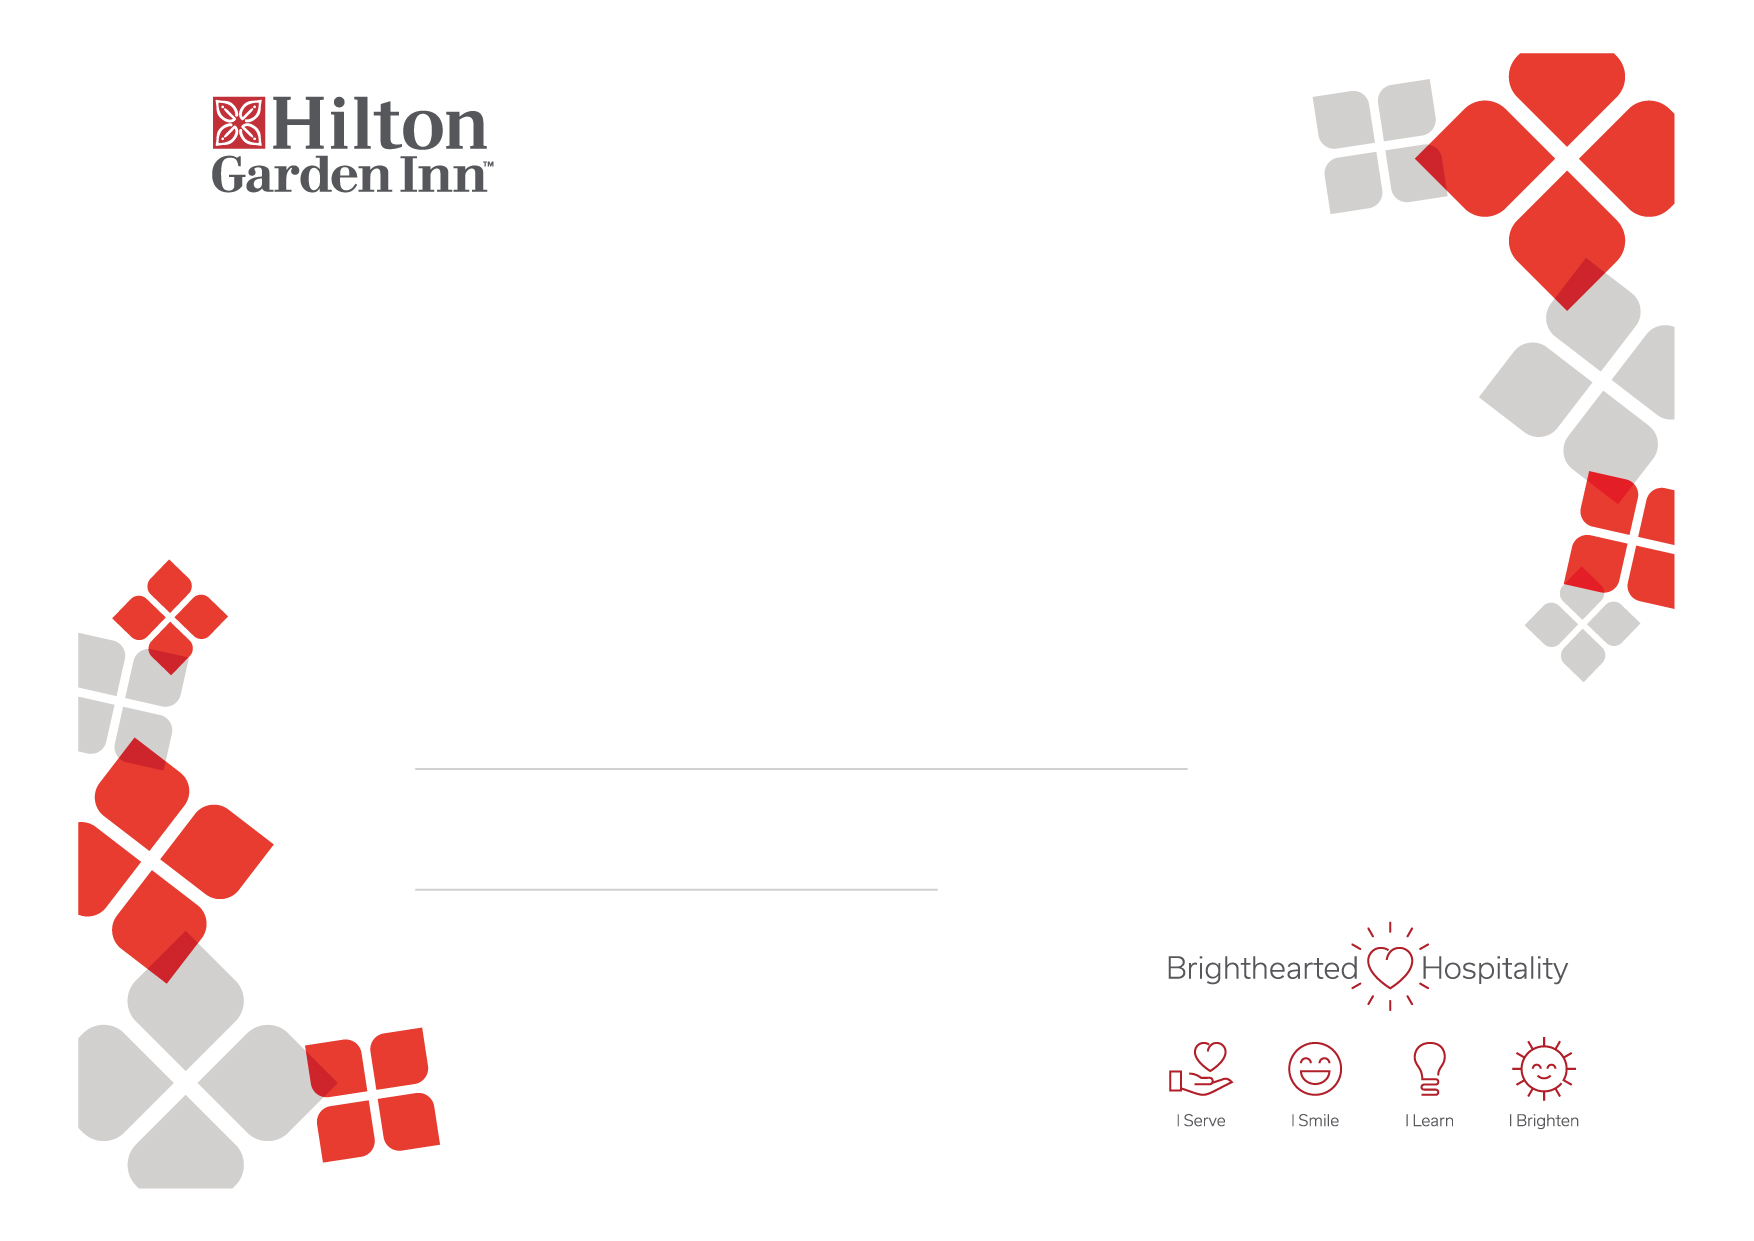 Hilton
Garden Inn™
Brighthearted Hospitality
I Serve
I Smile
I Learn
I Brighten